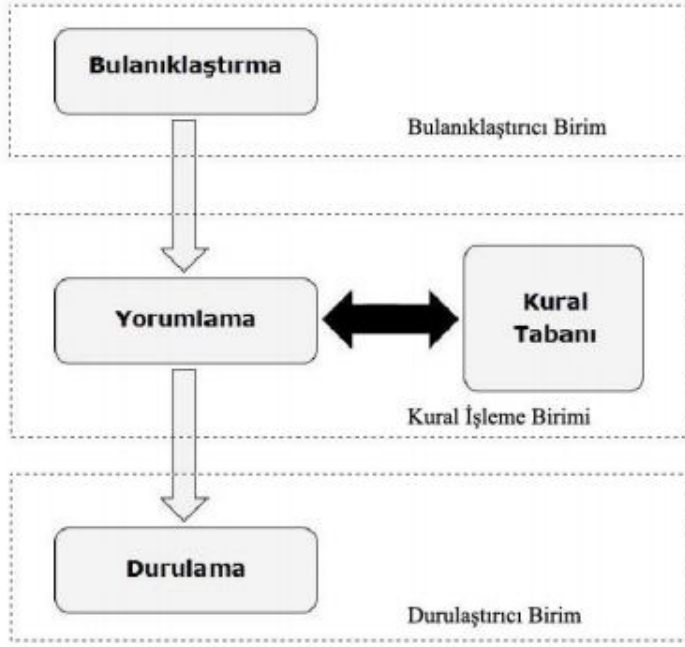 Bulanıklaştırma
Bulanıklaştırıcı Birim
Yorumlama
Kural
Tabanı
Kural İşleme Birimi
Durulama
Durulaştırıcı Birim